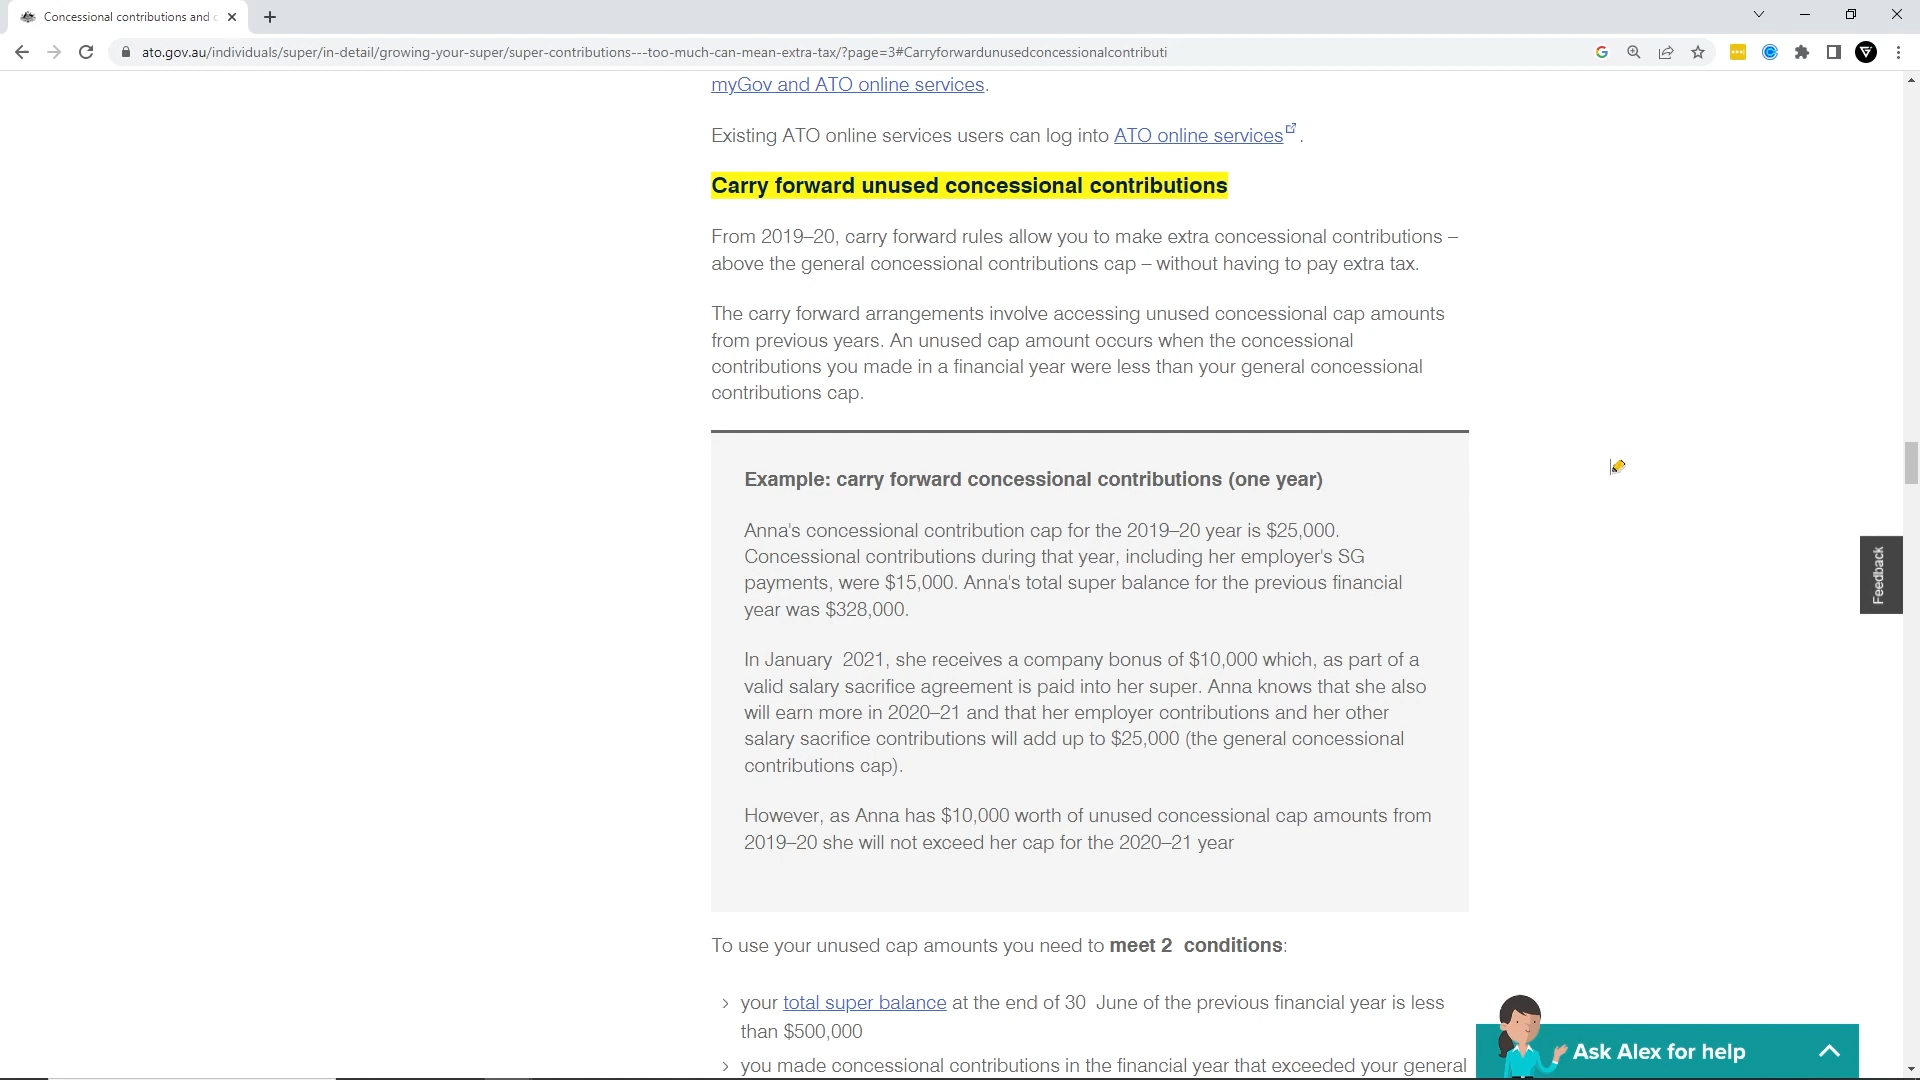 Concessional contributions and c
ato.gov.au/individuals/super/in-detail/growing-your-super/super-contributions---too-much-can-mean-extra-tax/?page=3#Carryforwardunusedconcessionalcontributi
myGov and ATO online services.
Existing ATO online services users can log into ATO online services.
Carry forward unused concessional contributions
From 2019–20, carry forward rules allow you to make extra concessional contributions –
above the general concessional contributions cap – without having to pay extra tax.
The carry forward arrangements involve accessing unused concessional cap amounts
from previous years. An unused cap amount occurs when the concessional
contributions you made in a financial year were less than your general concessional
contributions cap.
Example: carry forward concessional contributions (one year)
Anna's concessional contribution cap for the 2019–20 year is $25,000.
Concessional contributions during that year, including her employer's SG
payments, were $15,000. Anna's total super balance for the previous financial
year was $328,000.
In January 2021, she receives a company bonus of $10,000 which, as part of a
valid salary sacrifice agreement is paid into her super. Anna knows that she also
will earn more in 2020–21 and that her employer contributions and her other
salary sacrifice contributions will add up to $25,000 (the general concessional
contributions cap).
However, as Anna has $10,000 worth of unused concessional cap amounts from
2019–20 she will not exceed her cap for the 2020–21 year
To use your unused cap amounts you need to meet 2 conditions:
your total super balance at the end of 30 June of the previous financial year is less
than $500,000
you made concessional contributions in the financial year that exceeded your general
Feedback
Ask Alex for help